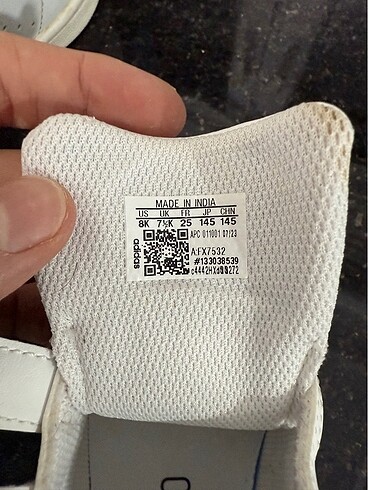 MADE IN INDIA
US UK FR JP CHN
8K 7½K 25 145 145
APC 011001 07/23
adidas
A:FX7532
#133038539